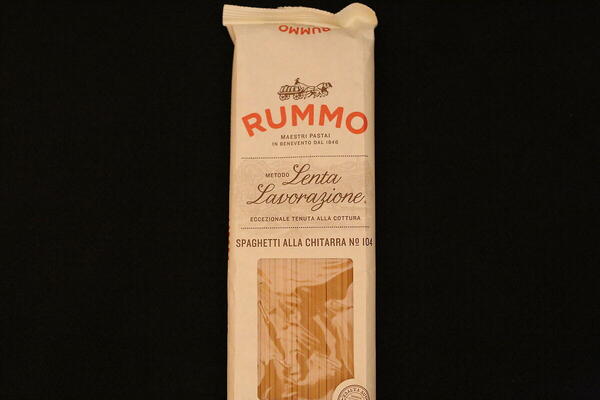 RUMMO
RUMMO
MAESTRI PASTAI
IN BENEVENTO DAL 1846
METODO Lenta
Lavorazione
ECCEZIONALE TENUTA ALLA COTTURA
SPAGHETTI ALLA CHITARRA Nº 104